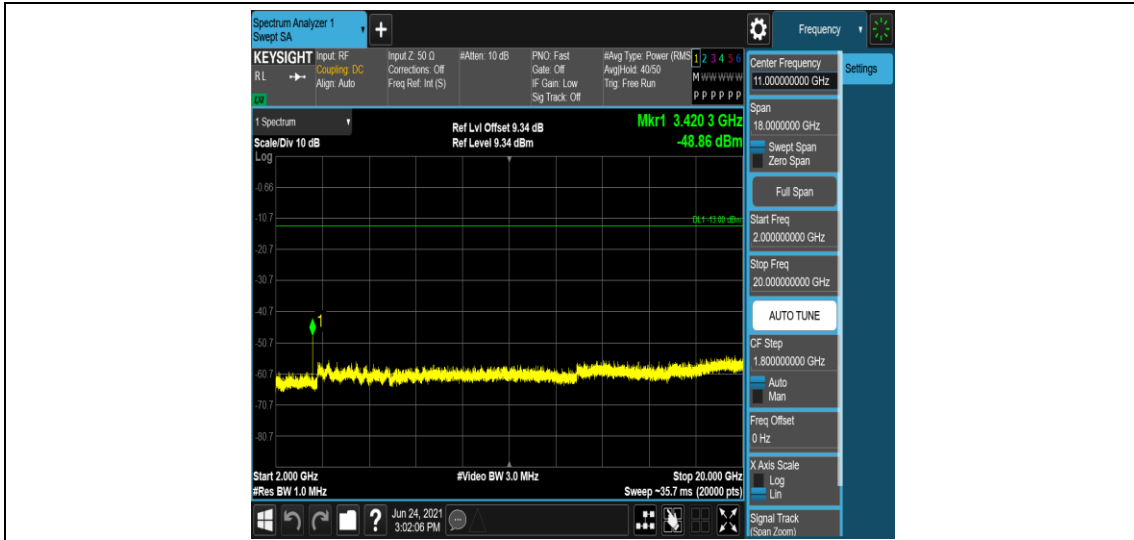 Spectrum Analyzer 1
Swept SA
Frequency
KEYSIGHT Input: RF Input Z: 50 Ω #Atten: 10 dB PNO: Fast #Avg Type: Power (RMS 1 2 3 4 5 6
RL Coupling: DC Corrections: Off Gate: Off Avg|Hold: 40/50 M W W W W W
Align: Auto Freq Ref: Int (S) IF Gain: Low Trig: Free Run
Sig Track: Off P P P P P P
Center Frequency
11.000000000 GHz
Settings
Span
18.0000000 GHz
Swept Span
Zero Span
Full Span
Start Freq
2.000000000 GHz
Stop Freq
20.000000000 GHz
AUTO TUNE
CF Step
1.800000000 GHz
Auto
Man
Freq Offset
0 Hz
X Axis Scale
Log
Lin
Signal Track
(Span Zoom)
1 Spectrum
Scale/Div 10 dB
Log
Ref Lvl Offset 9.34 dB
Ref Level 9.34 dBm
Mkr1 3.420 3 GHz
-48.86 dBm
-0.66
-10.7
DL1 -13.00 dBm
-20.7
-30.7
-40.7
1
-50.7
-60.7
-70.7
-80.7
Start 2.000 GHz #Video BW 3.0 MHz Stop 20.000 GHz
#Res BW 1.0 MHz Sweep ~35.7 ms (20000 pts)
? Jun 24, 2021
3:02:06 PM